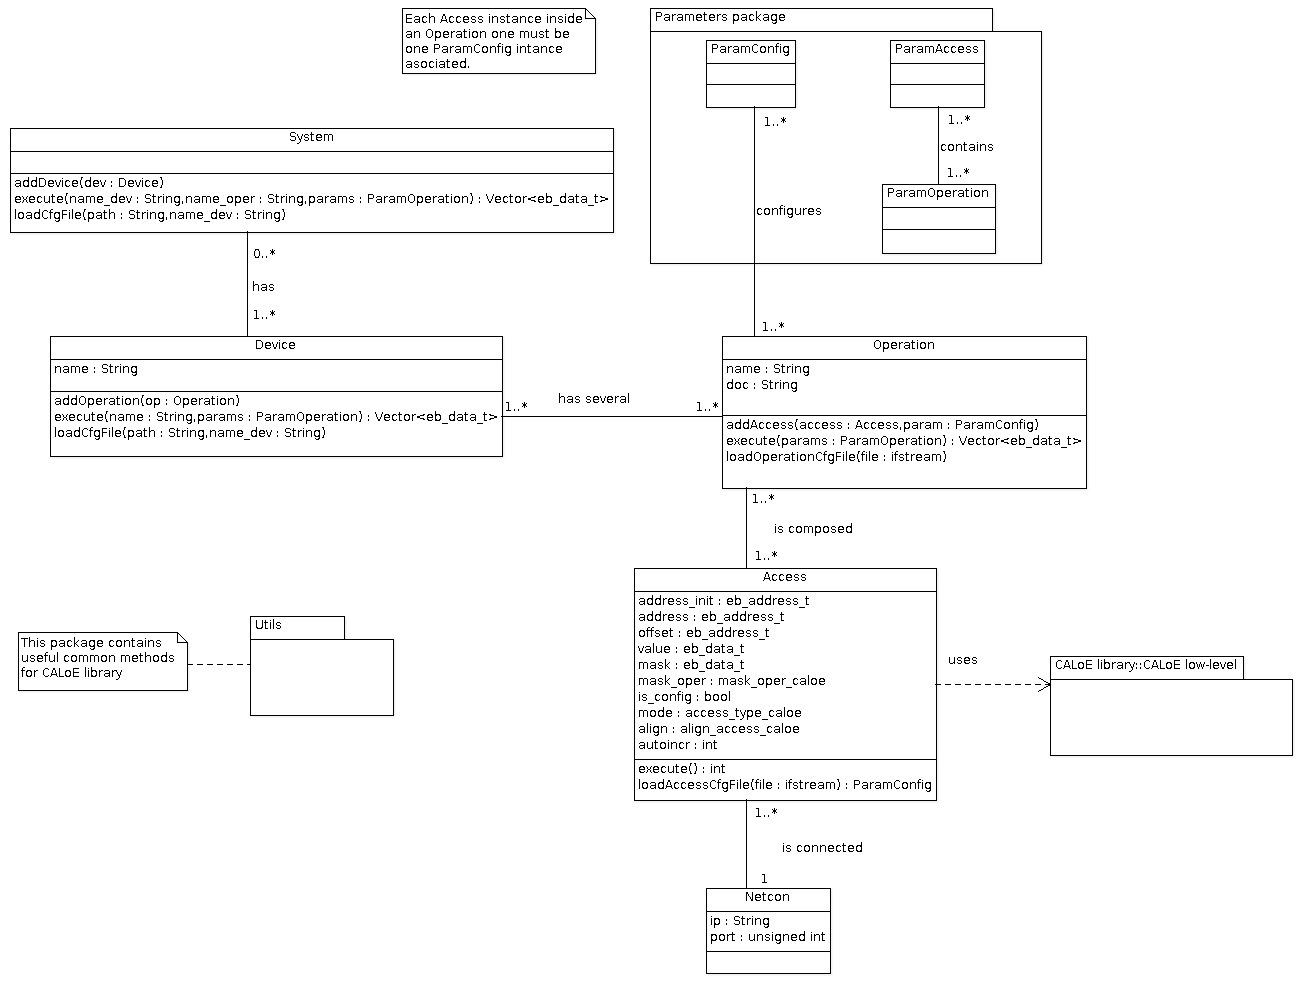 Each Access instance inside
an Operation one must be
one ParamConfig intance
asociated.
Parameters package
ParamConfig
ParamAccess
1..*
1..*
contains
1..*
ParamOperation
configures
1..*
System
addDevice(dev : Device)
execute(name_dev : String,name_oper : String,params : ParamOperation) : Vector<eb_data_t>
loadCfgFile(path : String,name_dev : String)
0..*
has
1..*
Device
name : String
addOperation(op : Operation)
execute(name : String,params : ParamOperation) : Vector<eb_data_t>
loadCfgFile(path : String,name_dev : String)
1..*
has several
1..*
Operation
name : String
doc : String
addAccess(access : Access,param : ParamConfig)
execute(params : ParamOperation) : Vector<eb_data_t>
loadOperationCfgFile(file : ifstream)
1..*
is composed
1..*
Access
address_init : eb_address_t
address : eb_address_t
offset : eb_address_t
value : eb_data_t
mask : eb_data_t
mask_oper : mask_oper_caloe
is_config : bool
mode : access_type_caloe
align : align_access_caloe
autoincr : int
execute() : int
loadAccessCfgFile(file : ifstream) : ParamConfig
uses
CALoE library::CALoE low-level
This package contains
useful common methods
for CALoE library
Utils
1..*
is connected
1
Netcon
ip : String
port : unsigned int